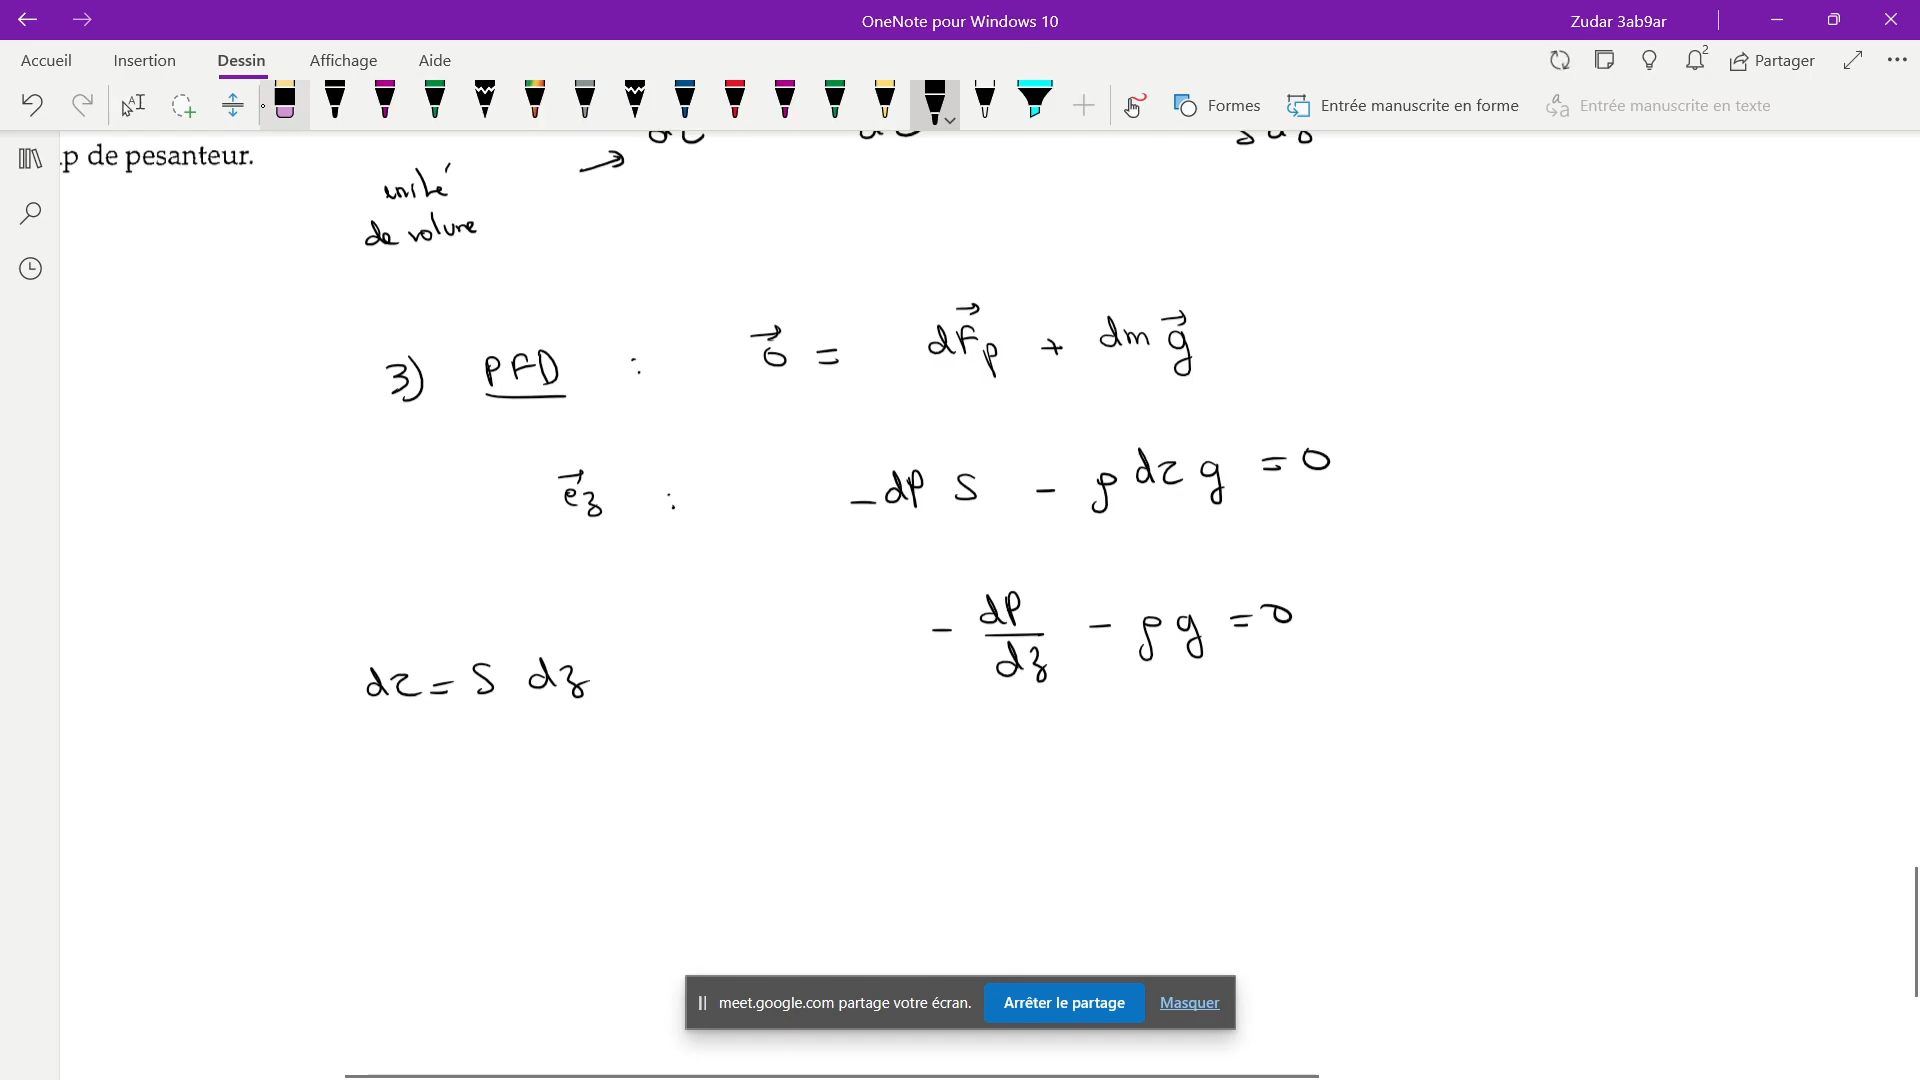 OneNote pour Windows 10
Zudar 3ab9ar
Accueil Insertion Dessin Affichage Aide
2
Partager
Formes Entrée manuscrite en forme Entrée manuscrite en texte
.p de pesanteur.
unité
de volume
3) PFD : 0⃗ = dF⃗p + dm g⃗
e⃗z : -dP S - ρ dτ g = 0
- dP/dz - ρ g = 0
dτ = S dz
meet.google.com partage votre écran. Arrêter le partage Masquer